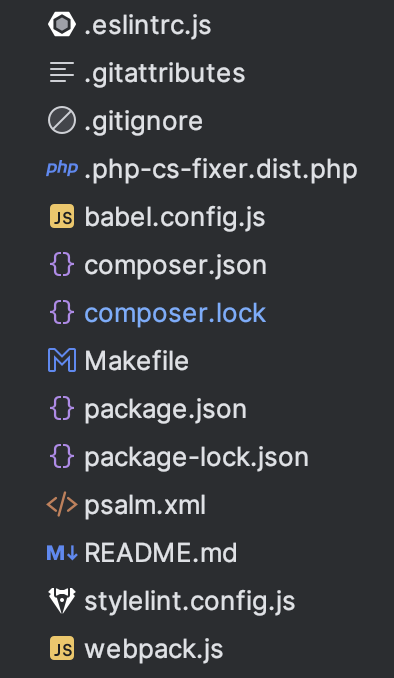 .eslintrc.js
.gitattributes
.gitignore
php .php-cs-fixer.dist.php
JS babel.config.js
{} composer.json
{} composer.lock
Makefile
{} package.json
{} package-lock.json
</> psalm.xml
M↓ README.md
stylelint.config.js
JS webpack.js